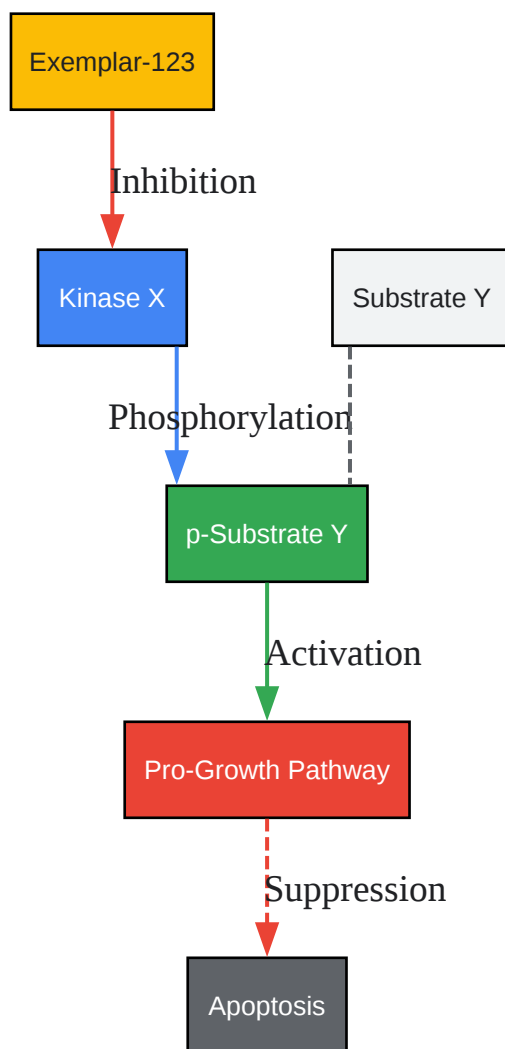 Exemplar-123
Inhibition
Kinase X
Substrate Y
Phosphorylation
p-Substrate Y
Activation
Pro-Growth Pathway
Suppression
Apoptosis